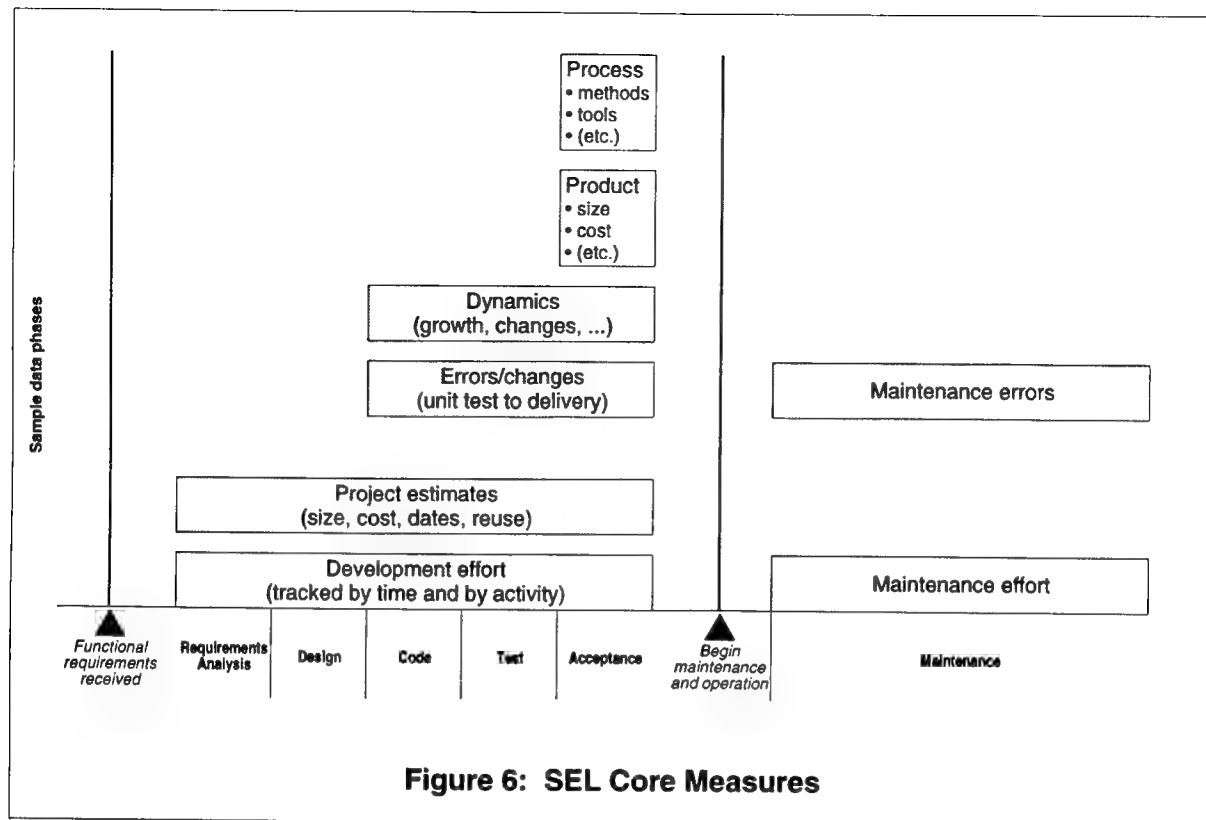 Process
• methods
• tools
• (etc.)
Product
• size
• cost
• (etc.)
Dynamics
(growth, changes, ...)
Errors/changes
(unit test to delivery)
Maintenance errors
Sample data phases
Project estimates
(size, cost, dates, reuse)
Development effort
(tracked by time and by activity)
Maintenance effort
Functional
requirements
received
Requirements
Analysis
Design
Code
Test
Acceptance
Begin
maintenance
and operation
Maintenance
Figure 6: SEL Core Measures